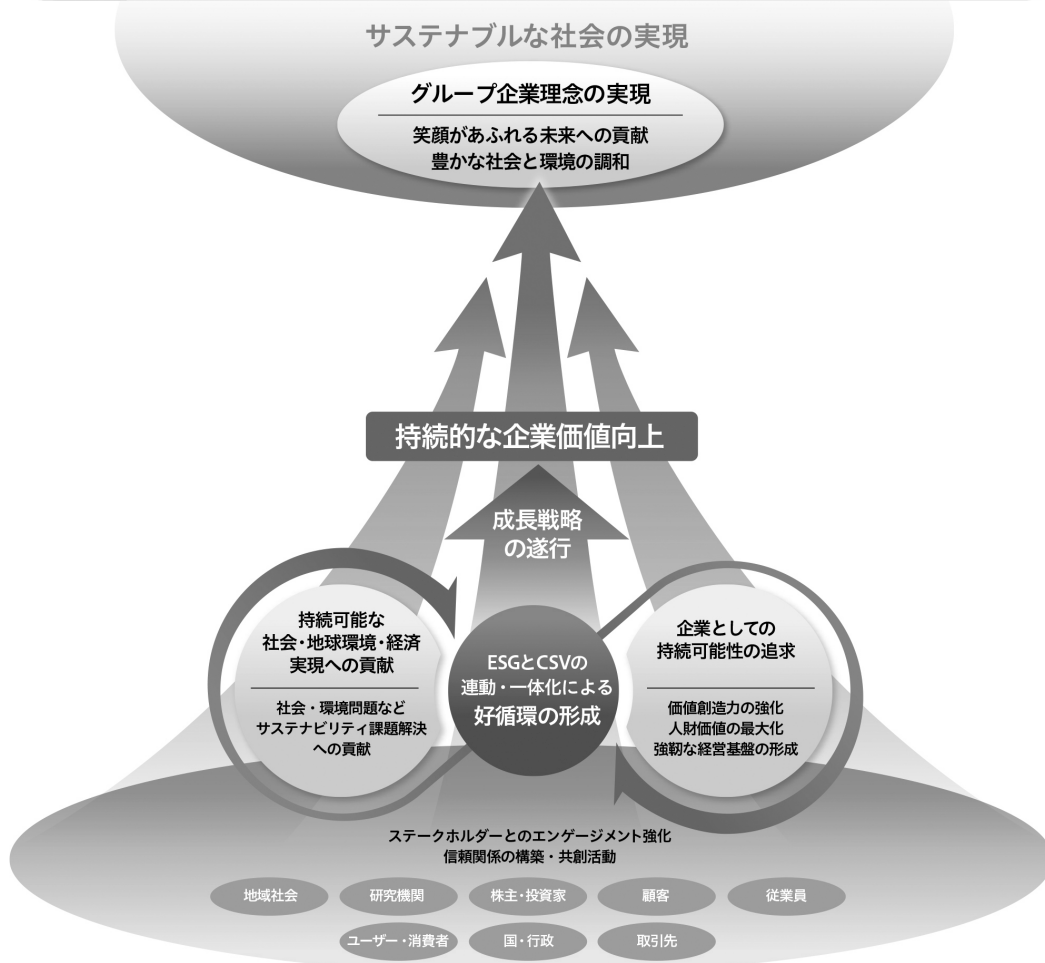 サステナブルな社会の実現
グループ企業理念の実現
笑顔があふれる未来への貢献
豊かな社会と環境の調和
持続的な企業価値向上
成長戦略
の遂行
持続可能な
社会・地球環境・経済
実現への貢献
社会・環境問題など
サステナビリティ課題解決
への貢献
ESGとCSVの
連動・一体化による
好循環の形成
企業としての
持続可能性の追求
価値創造力の強化
人財価値の最大化
強靭な経営基盤の形成
ステークホルダーとのエンゲージメント強化
信頼関係の構築・共創活動
地域社会
研究機関
株主・投資家
顧客
従業員
ユーザー・消費者
国・行政
取引先